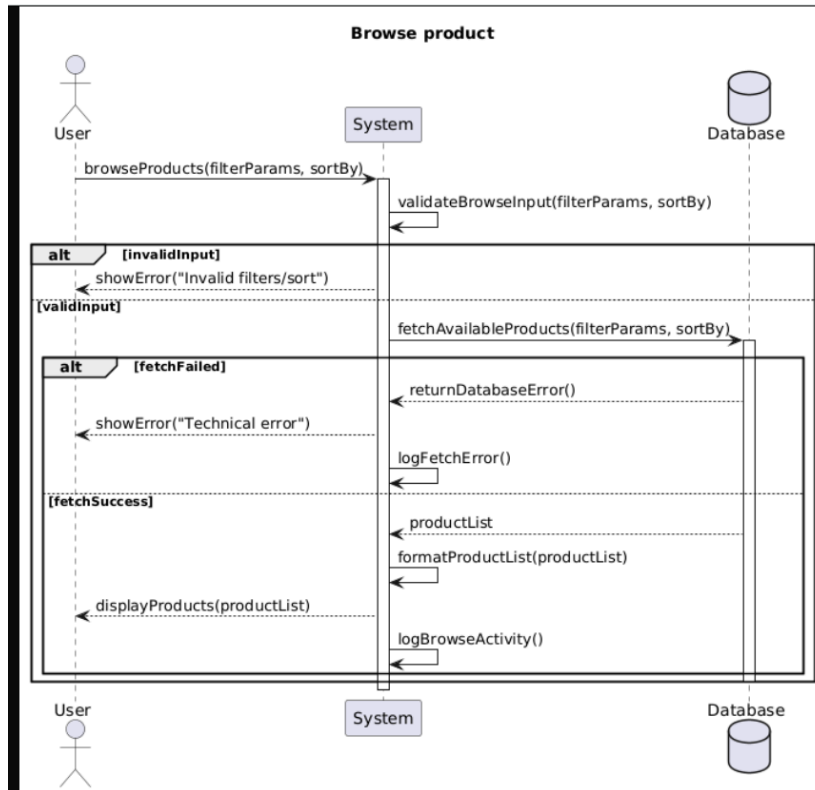 Browse product
User
System
Database
browseProducts(filterParams, sortBy)
validateBrowseInput(filterParams, sortBy)
alt [invalidInput]
showError("Invalid filters/sort")
[validInput]
fetchAvailableProducts(filterParams, sortBy)
alt [fetchFailed]
returnDatabaseError()
showError("Technical error")
logFetchError()
[fetchSuccess]
productList
formatProductList(productList)
displayProducts(productList)
logBrowseActivity()
User
System
Database